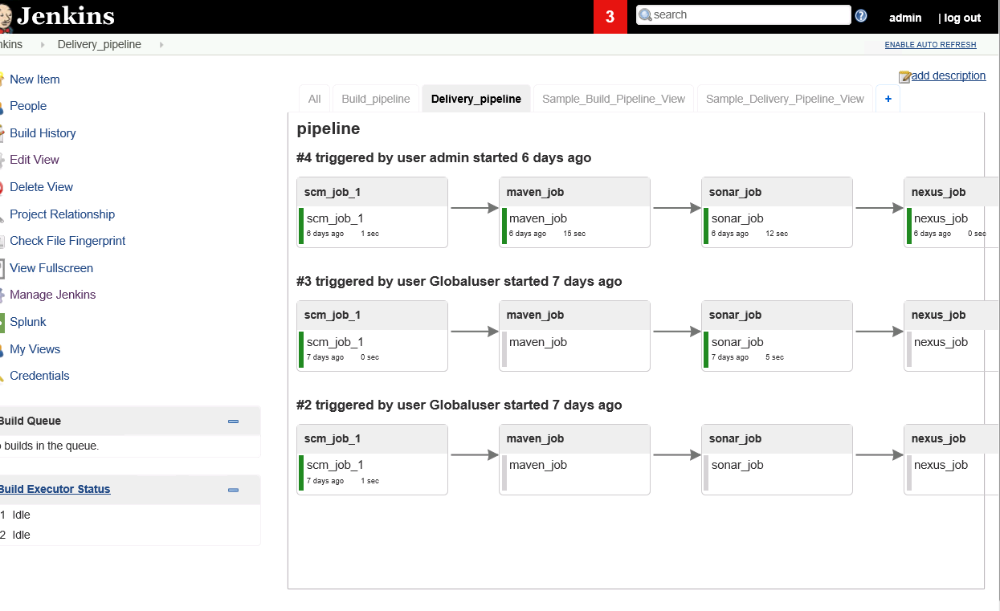 Jenkins
3
search
admin
| log out
nkins
Delivery_pipeline
ENABLE AUTO REFRESH
New Item
People
Build History
Edit View
Delete View
Project Relationship
Check File Fingerprint
View Fullscreen
Manage Jenkins
Splunk
My Views
Credentials
Build Queue
o builds in the queue.
Build Executor Status
1 Idle
2 Idle
add description
All Build_pipeline Delivery_pipeline Sample_Build_Pipeline_View Sample_Delivery_Pipeline_View +
pipeline
#4 triggered by user admin started 6 days ago
scm_job_1 maven_job sonar_job nexus_job
scm_job_1 maven_job sonar_job nexus_job
6 days ago 1 sec 6 days ago 15 sec 6 days ago 12 sec 6 days ago 0 sec
#3 triggered by user Globaluser started 7 days ago
scm_job_1 maven_job sonar_job nexus_job
scm_job_1 maven_job sonar_job nexus_job
7 days ago 0 sec 7 days ago 5 sec
#2 triggered by user Globaluser started 7 days ago
scm_job_1 maven_job sonar_job nexus_job
scm_job_1 maven_job sonar_job nexus_job
7 days ago 1 sec